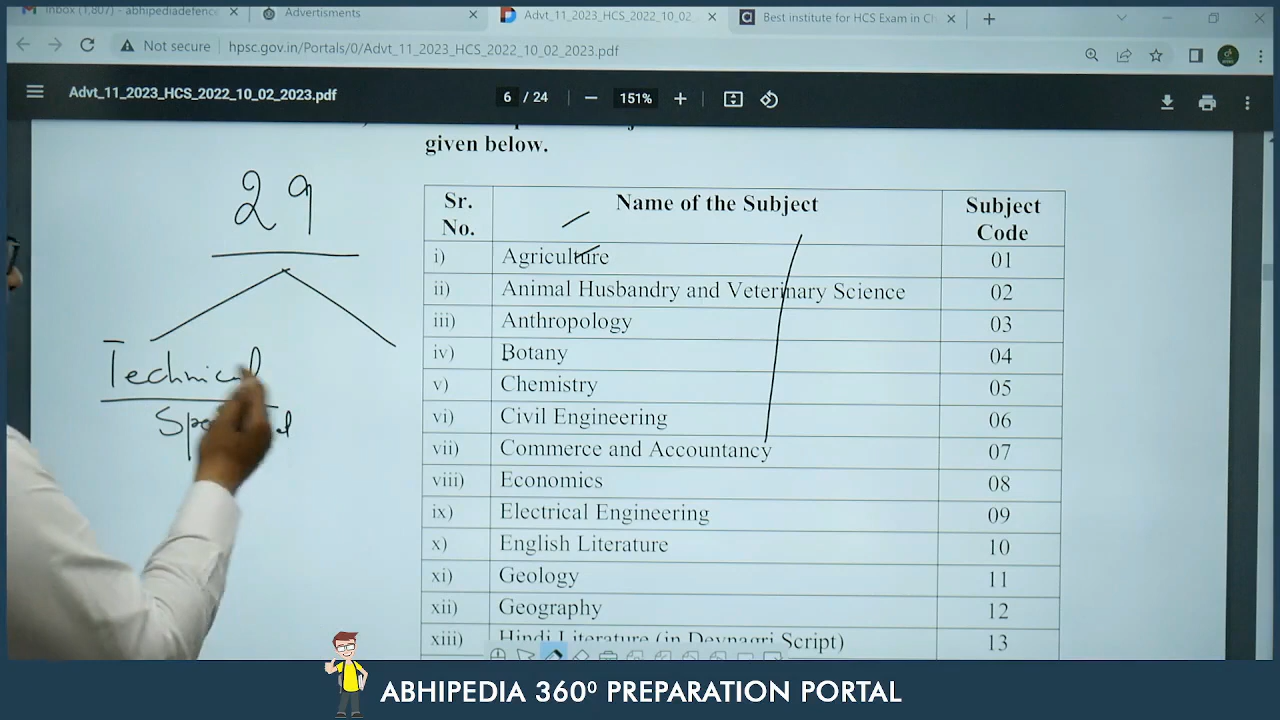 Inbox (1,807) - abhipediadefence
Advertisments
Advt_11_2023_HCS_2022_10_02
Best institute for HCS Exam in C
Not secure
hpsc.gov.in/Portals/0/Advt_11_2023_HCS_2022_10_02_2023.pdf
Advt_11_2023_HCS_2022_10_02_2023.pdf
6 / 24
151%
given below.
29
Technical
Sr. No. Name of the Subject Subject Code
i) Agriculture 01
ii) Animal Husbandry and Veterinary Science 02
iii) Anthropology 03
iv) Botany 04
v) Chemistry 05
vi) Civil Engineering 06
vii) Commerce and Accountancy 07
viii) Economics 08
ix) Electrical Engineering 09
x) English Literature 10
xi) Geology 11
xii) Geography 12
xiii) Hindi Literature (in Devnagri Script) 13
ABHIPEDIA 360⁰ PREPARATION PORTAL